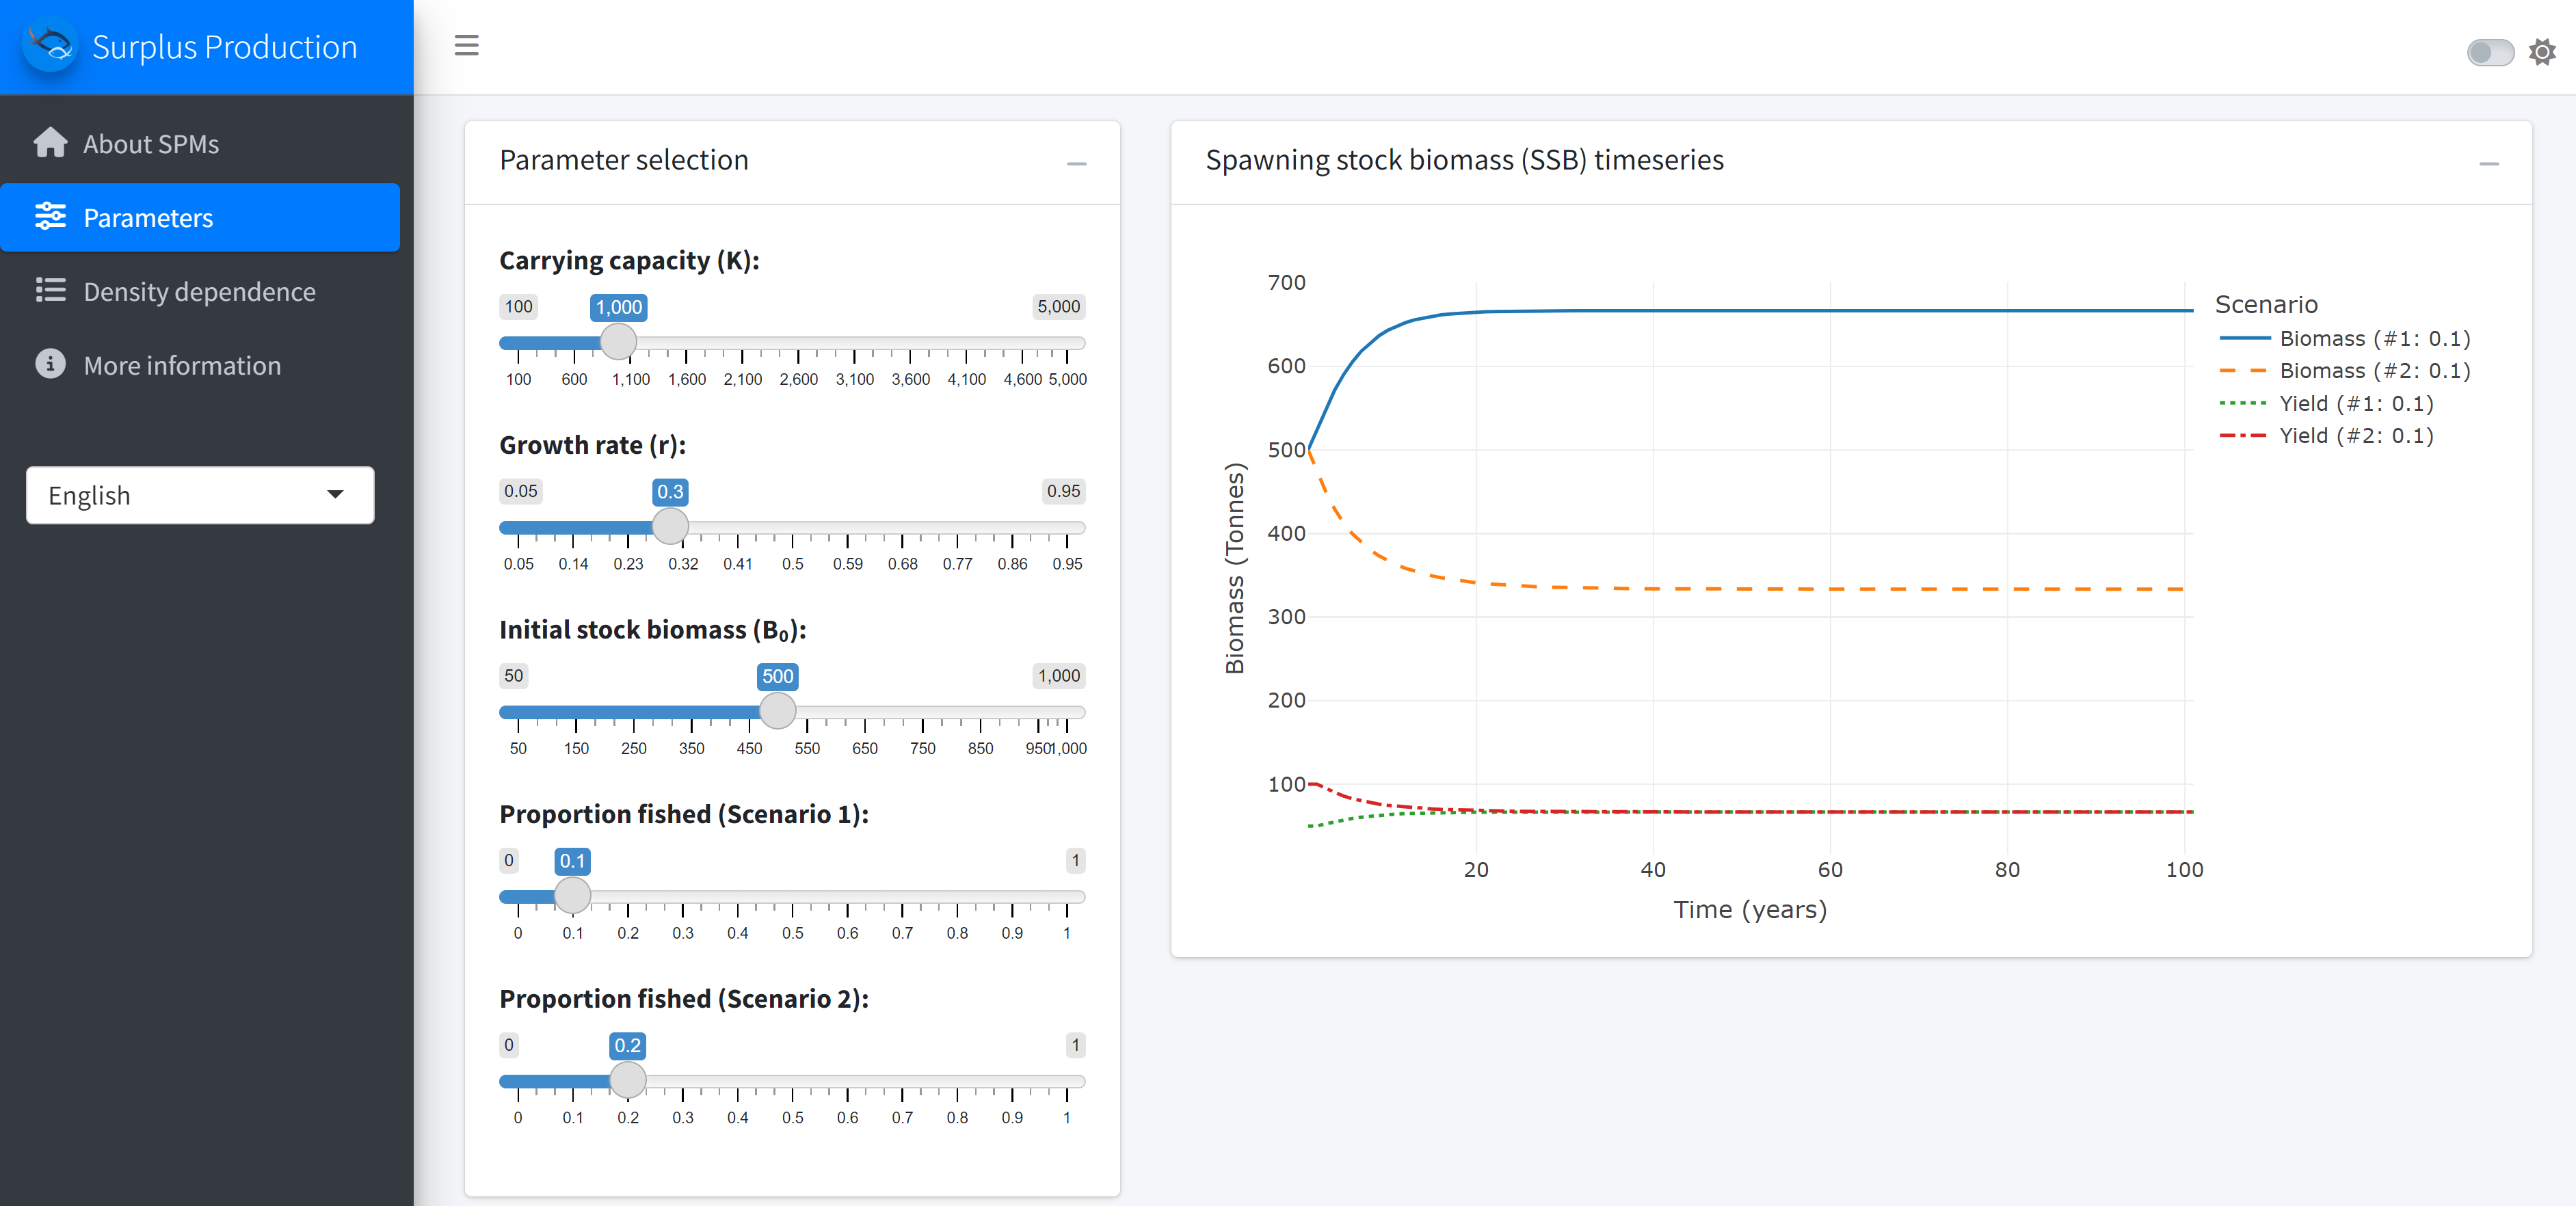 Surplus Production
About SPMs
Parameters
Density dependence
More information
English
Parameter selection
Carrying capacity (K):
100 1,000 5,000
100 600 1,100 1,600 2,100 2,600 3,100 3,600 4,100 4,600 5,000
Growth rate (r):
0.05 0.3 0.95
0.05 0.14 0.23 0.32 0.41 0.5 0.59 0.68 0.77 0.86 0.95
Initial stock biomass (B₀):
50 500 1,000
50 150 250 350 450 550 650 750 850 950 1,000
Proportion fished (Scenario 1):
0 0.1 1
0 0.1 0.2 0.3 0.4 0.5 0.6 0.7 0.8 0.9 1
Proportion fished (Scenario 2):
0 0.2 1
0 0.1 0.2 0.3 0.4 0.5 0.6 0.7 0.8 0.9 1
Spawning stock biomass (SSB) timeseries
700
600
500
400
300
200
100
Biomass (Tonnes)
20 40 60 80 100
Time (years)
Scenario
Biomass (#1: 0.1)
Biomass (#2: 0.1)
Yield (#1: 0.1)
Yield (#2: 0.1)